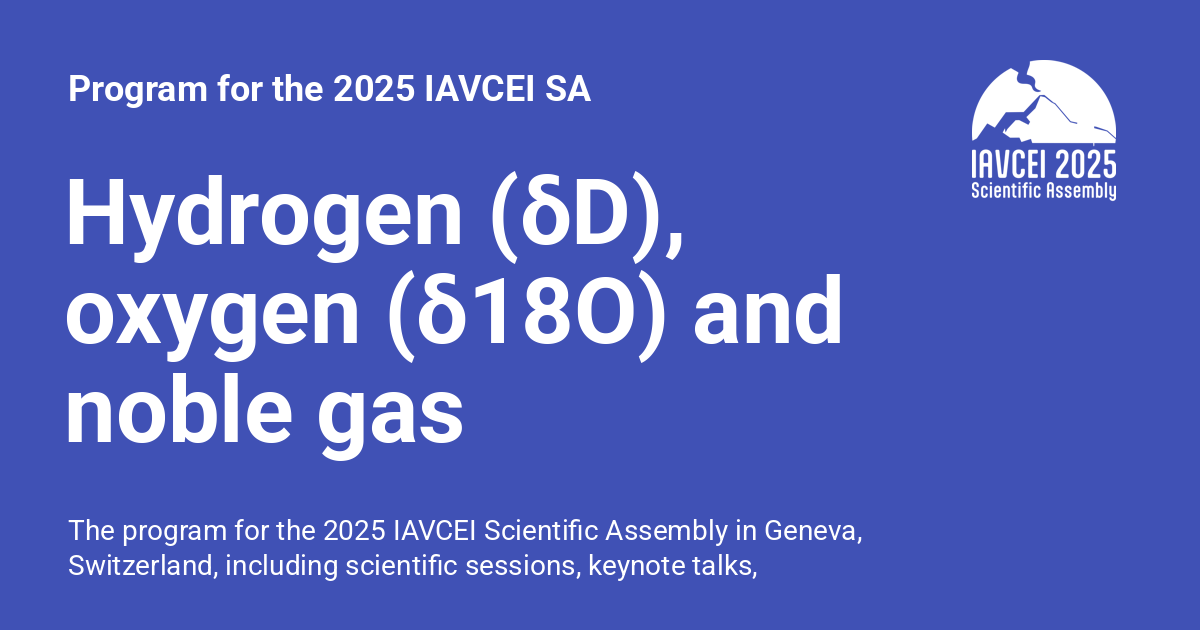 Program for the 2025 IAVCEI SA
IAVCEI 2025
Scientific Assembly
Hydrogen (δD),
oxygen (δ18O) and
noble gas
The program for the 2025 IAVCEI Scientific Assembly in Geneva,
Switzerland, including scientific sessions, keynote talks,